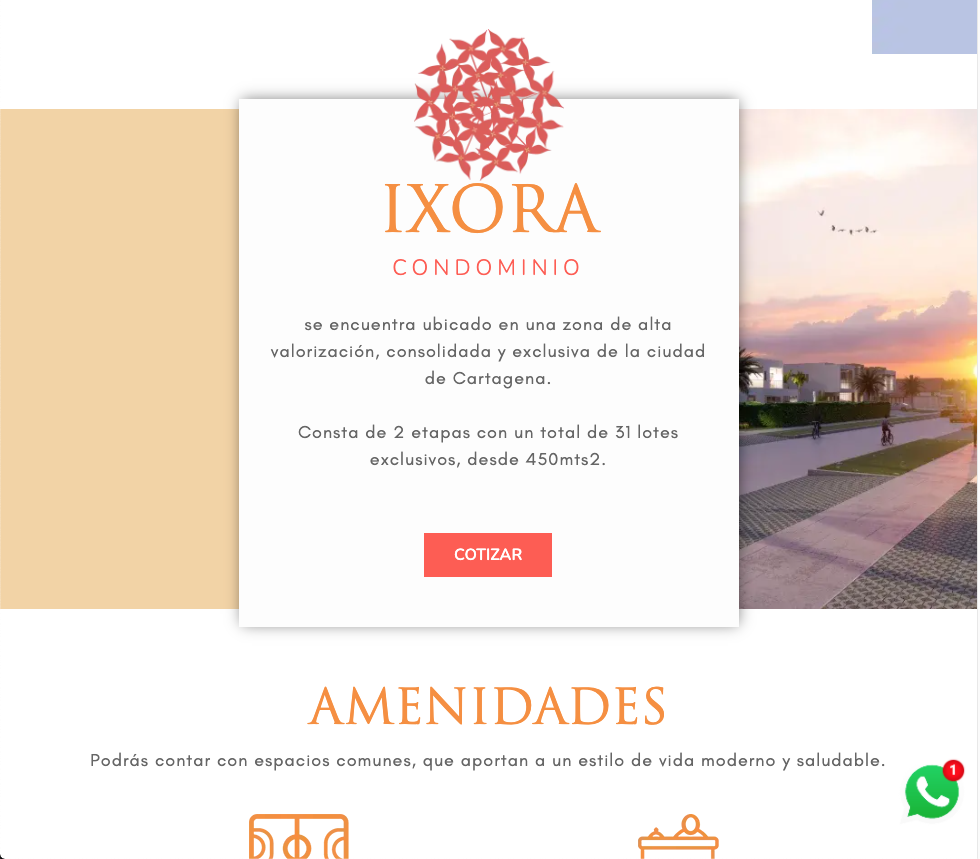 IXORA
CONDOMINIO
se encuentra ubicado en una zona de alta
valorización, consolidada y exclusiva de la ciudad
de Cartagena.
Consta de 2 etapas con un total de 31 lotes
exclusivos, desde 450mts2.
COTIZAR
AMENIDADES
Podrás contar con espacios comunes, que aportan a un estilo de vida moderno y saludable.
1